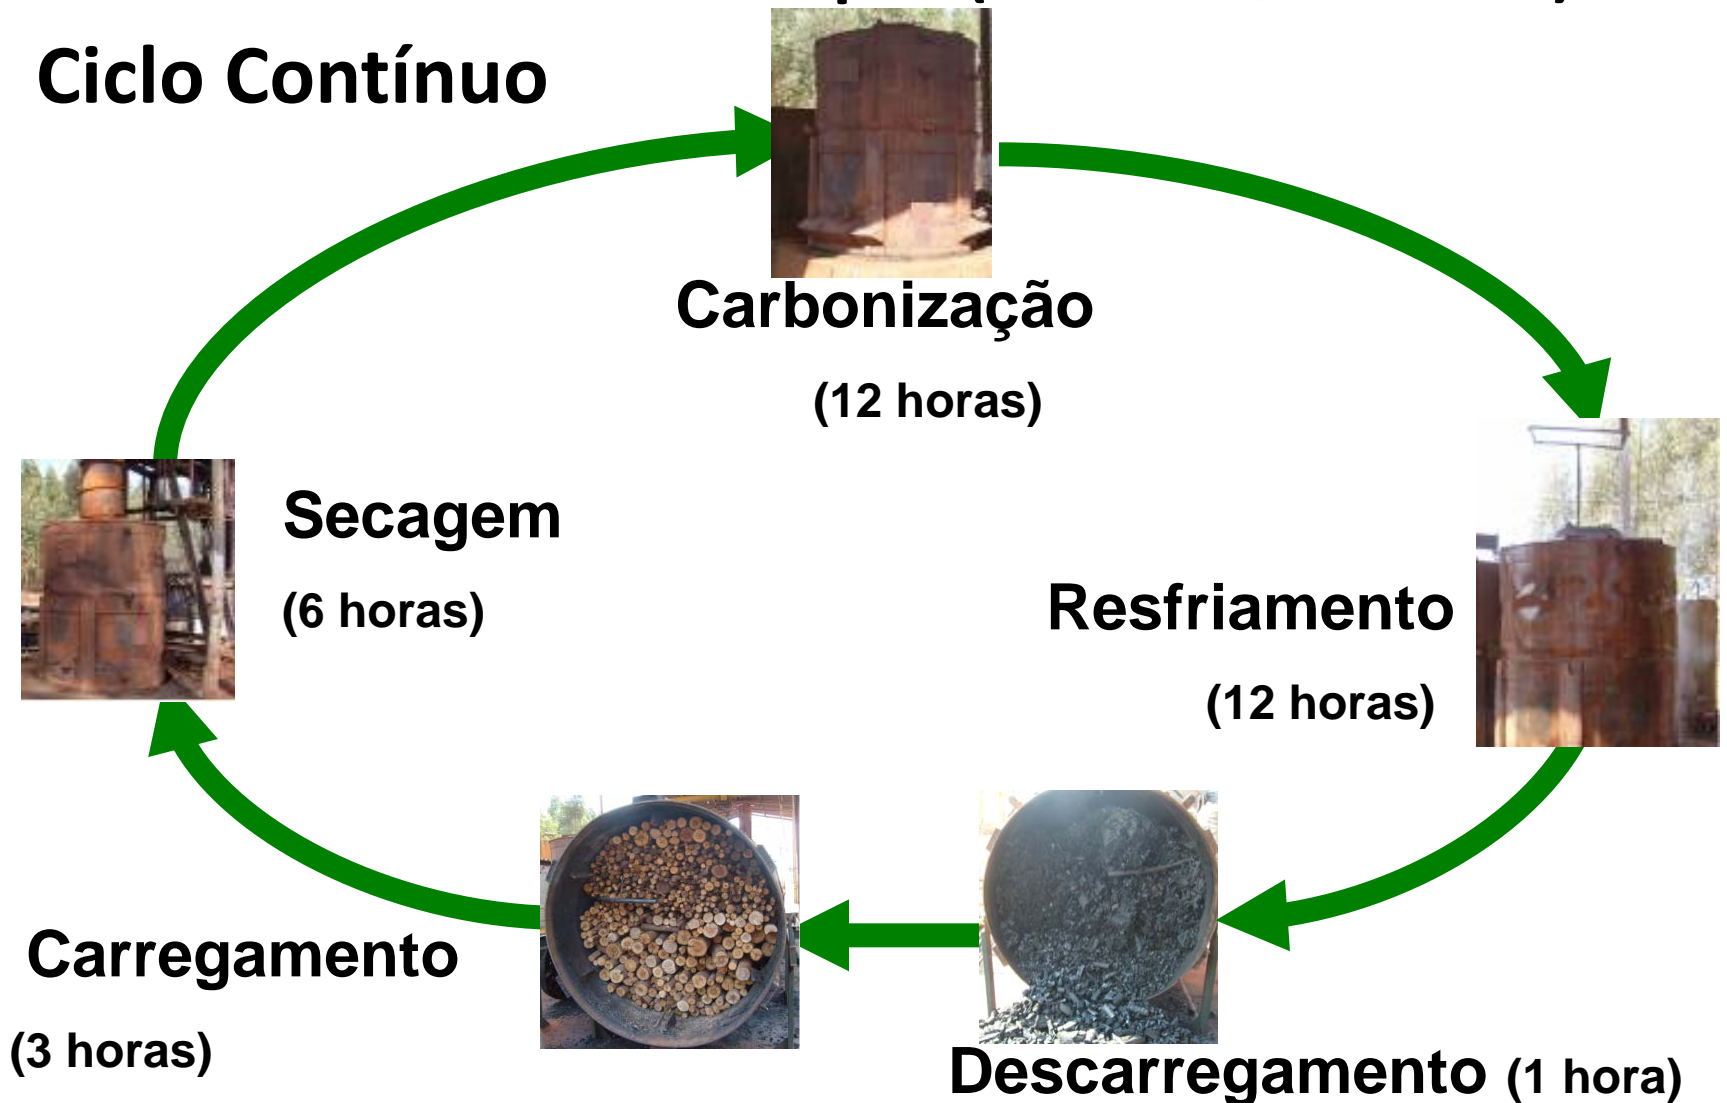 Ciclo Contínuo
Carbonização
(12 horas)
Secagem
(6 horas)
Resfriamento
(12 horas)
Carregamento
(3 horas)
Descarregamento (1 hora)